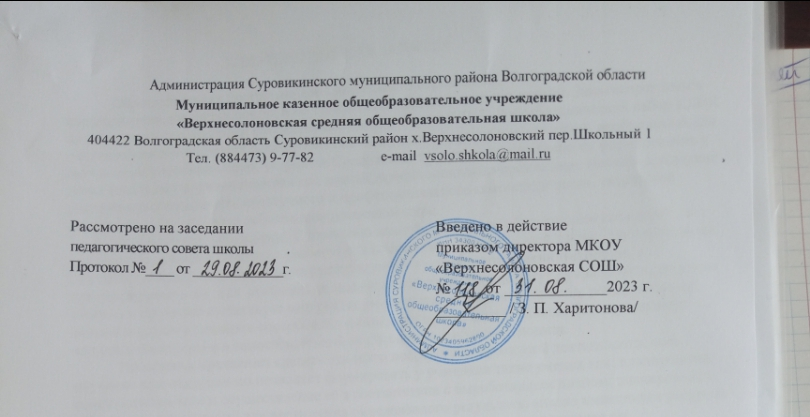 Администрация Суровикинского муниципального района Волгоградской области
Муниципальное казенное общеобразовательное учреждение
«Верхнесолоновская средняя общеобразовательная школа»
404422 Волгоградская область Суровикинский район х.Верхнесолоновский пер.Школьный 1
Тел. (884473) 9-77-82 e-mail vsolo.shkola@mail.ru
Рассмотрено на заседании
педагогического совета школы
Протокол № 1 от 29.08.2023 г.
Введено в действие
приказом директора МКОУ
«Верхнесолоновская СОШ»
№ 118 от 31.08. 2023 г.
/З. П. Харитонова/